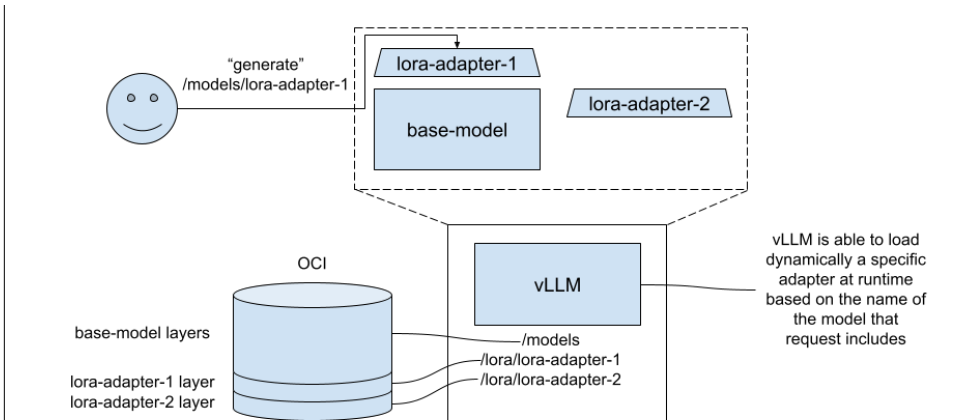 “generate”
/models/lora-adapter-1
lora-adapter-1
lora-adapter-2
base-model
OCI
vLLM
vLLM is able to load
dynamically a specific
adapter at runtime
based on the name of
the model that
request includes
base-model layers
/models
/lora/lora-adapter-1
/lora/lora-adapter-2
lora-adapter-1 layer
lora-adapter-2 layer